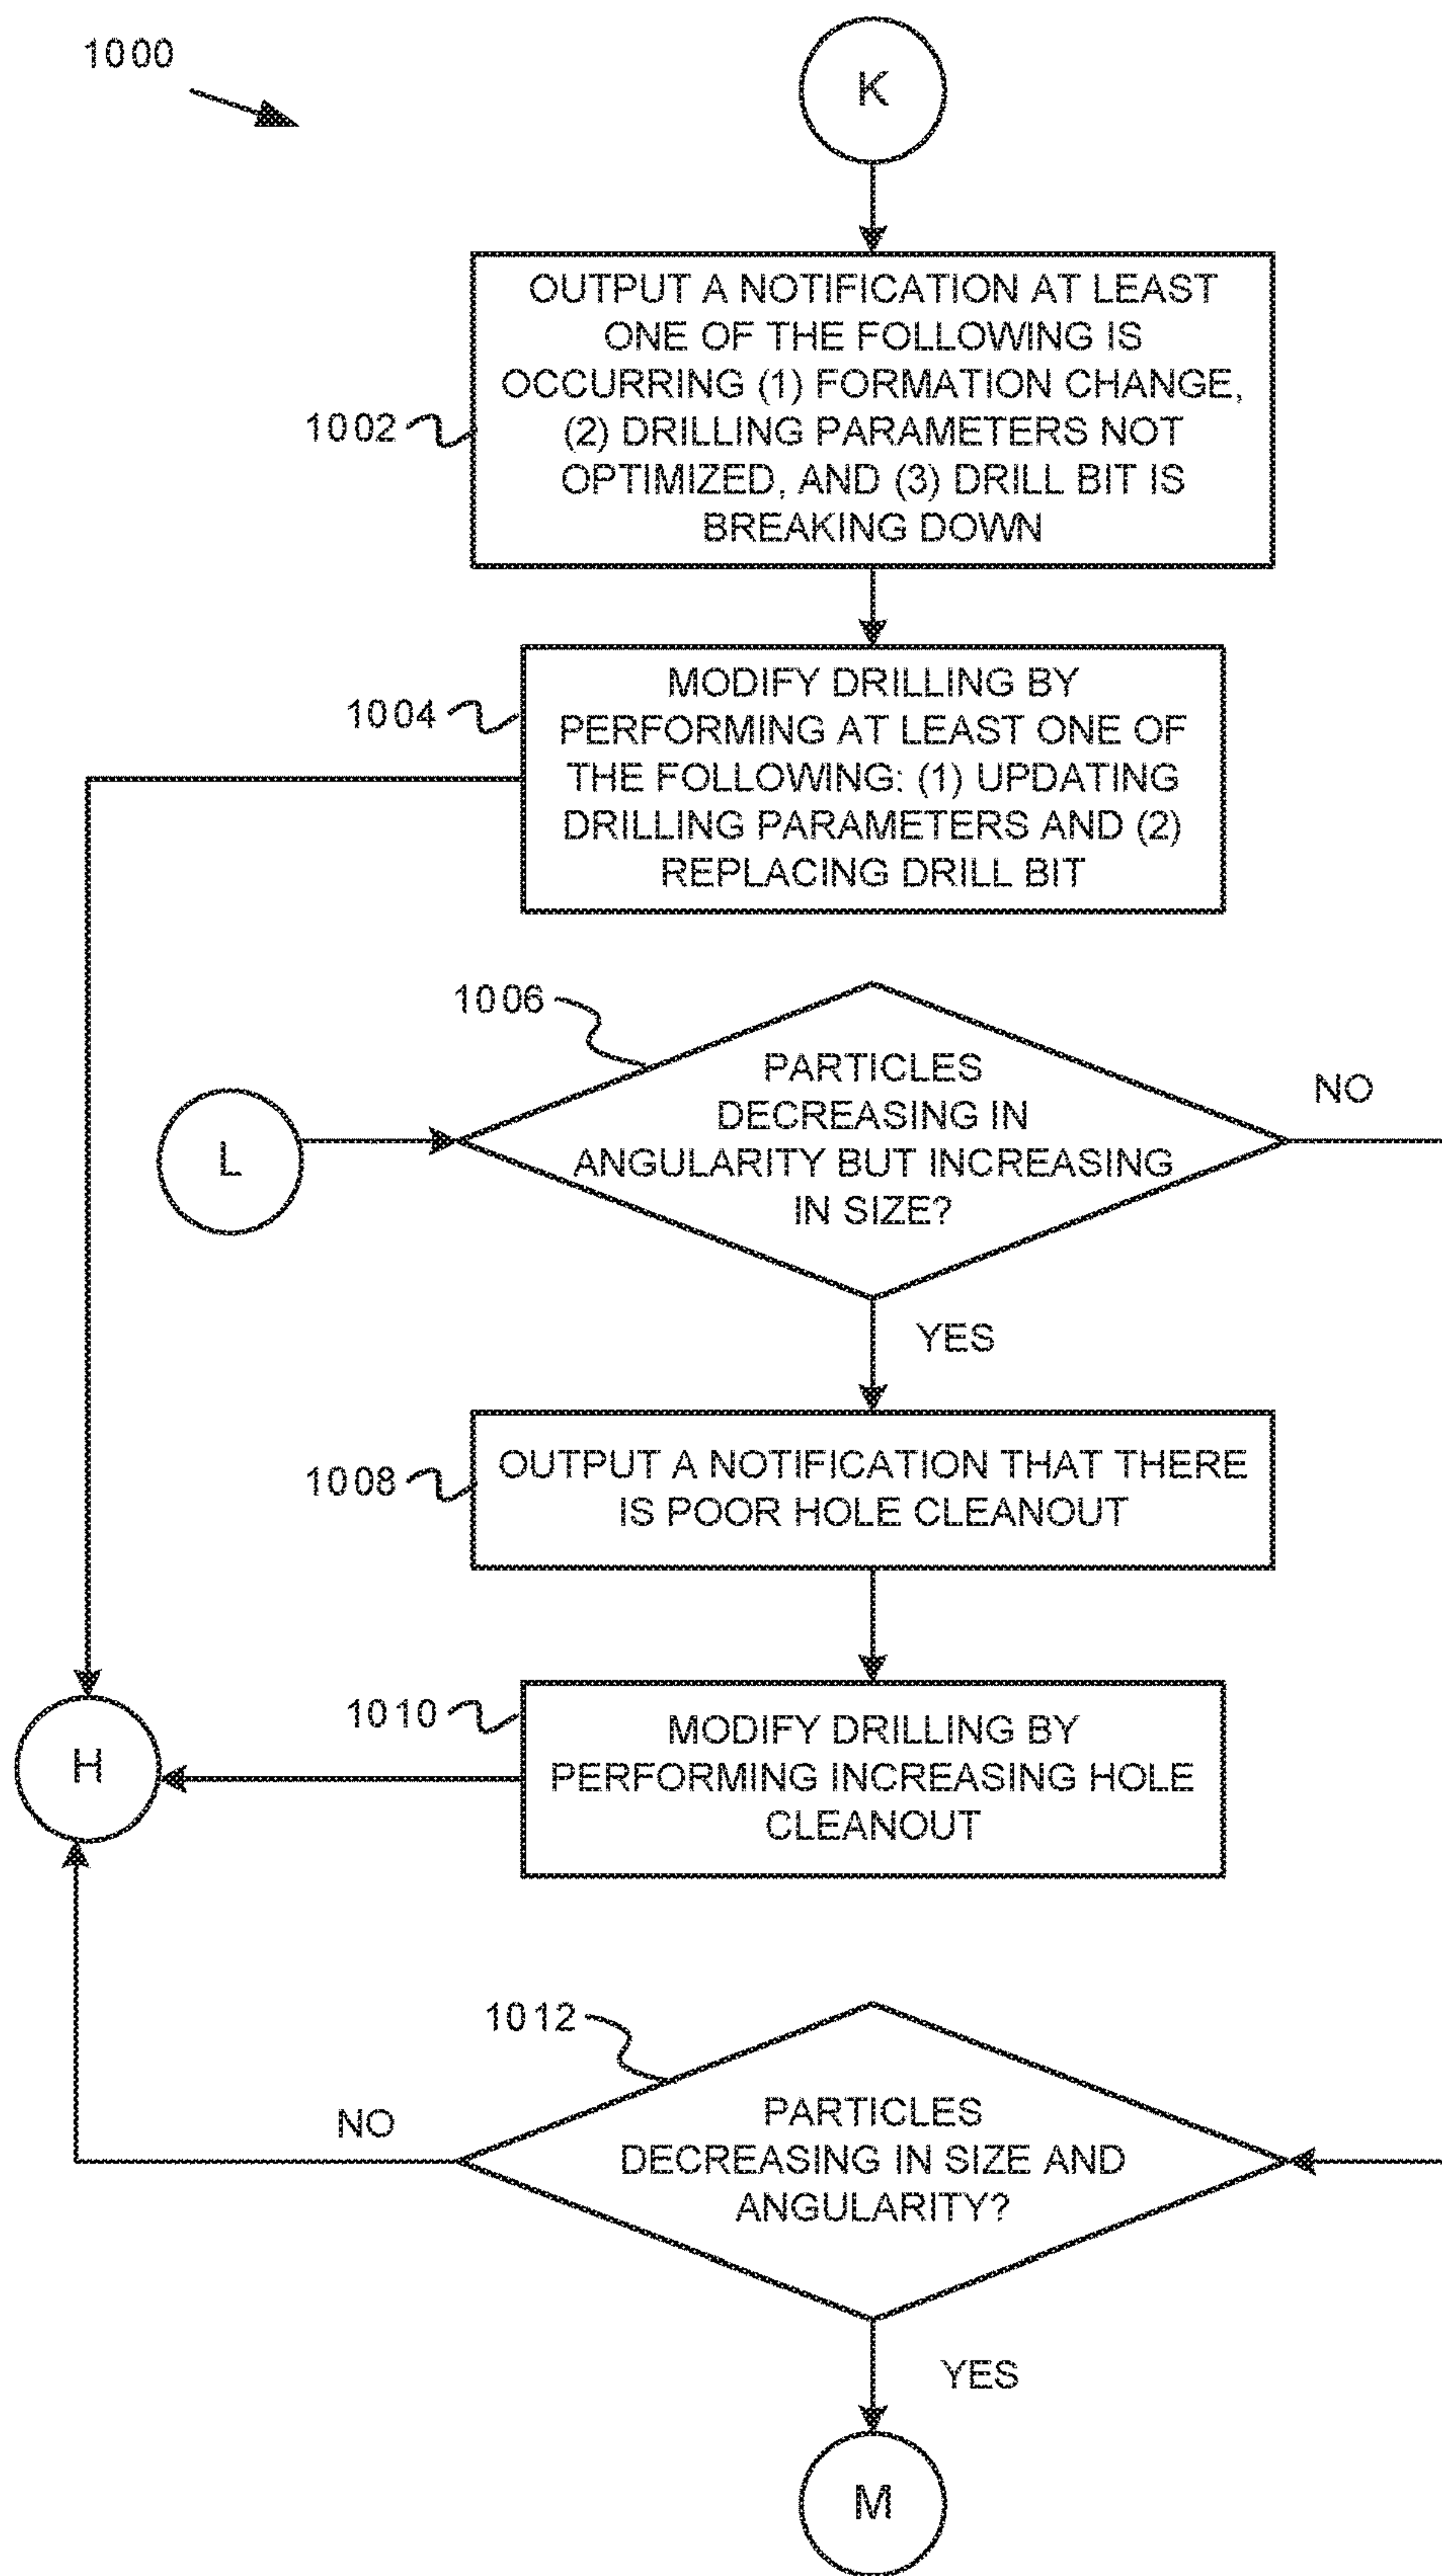 1000
K
OUTPUT A NOTIFICATION AT LEAST
ONE OF THE FOLLOWING IS
OCCURRING (1) FORMATION CHANGE,
(2) DRILLING PARAMETERS NOT
OPTIMIZED, AND (3) DRILL BIT IS
BREAKING DOWN
1002
MODIFY DRILLING BY
PERFORMING AT LEAST ONE OF
THE FOLLOWING: (1) UPDATING
DRILLING PARAMETERS AND (2)
REPLACING DRILL BIT
1004
1006
PARTICLES
DECREASING IN
ANGULARITY BUT INCREASING
IN SIZE?
NO
L
YES
1008
OUTPUT A NOTIFICATION THAT THERE
IS POOR HOLE CLEANOUT
1010
MODIFY DRILLING BY
PERFORMING INCREASING HOLE
CLEANOUT
H
1012
PARTICLES
DECREASING IN SIZE AND
ANGULARITY?
NO
YES
M